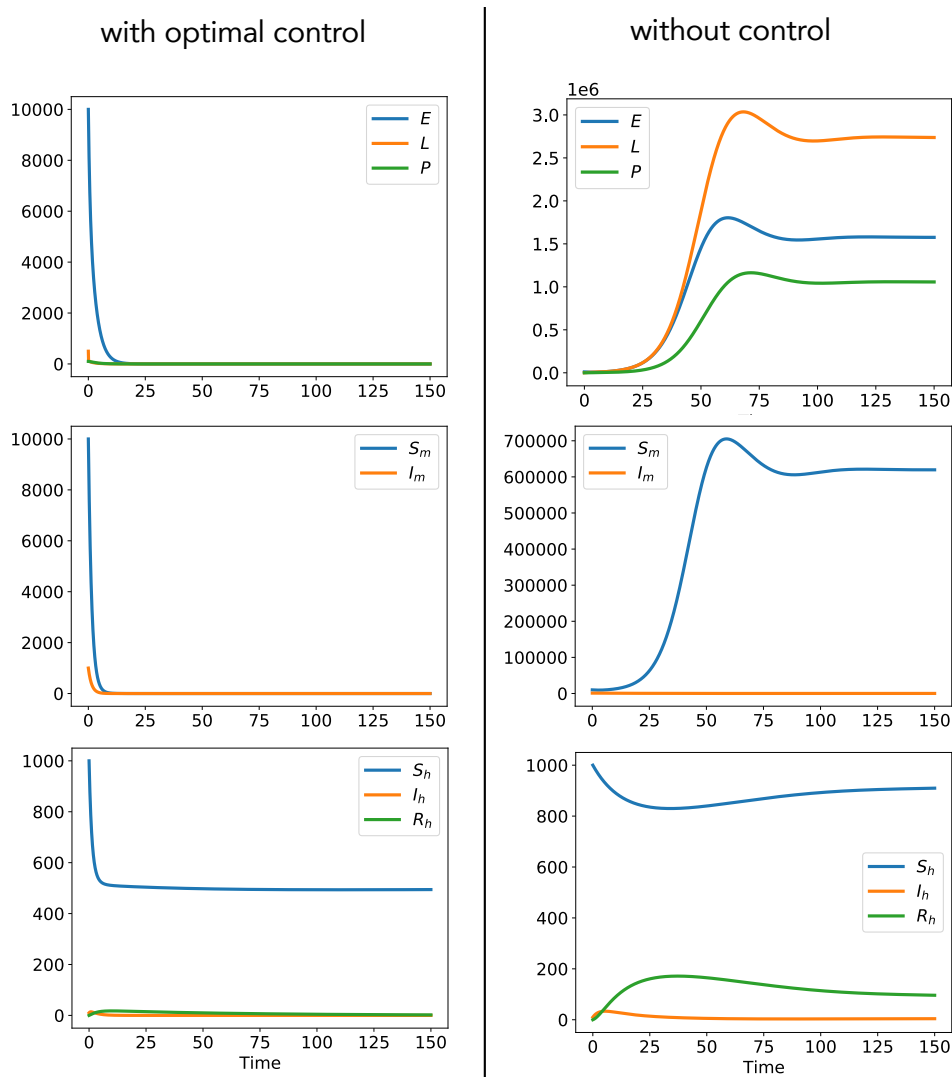 with optimal control
without control
10000
8000
6000
4000
2000
0
E
L
P
0 25 50 75 100 125 150
1e6
3.0
2.5
2.0
1.5
1.0
0.5
0.0
E
L
P
0 25 50 75 100 125 150
10000
8000
6000
4000
2000
0
S_m
I_m
0 25 50 75 100 125 150
700000
600000
500000
400000
300000
200000
100000
0
S_m
I_m
0 25 50 75 100 125 150
1000
800
600
400
200
0
S_h
I_h
R_h
0 25 50 75 100 125 150
Time
1000
800
600
400
200
0
S_h
I_h
R_h
0 25 50 75 100 125 150
Time